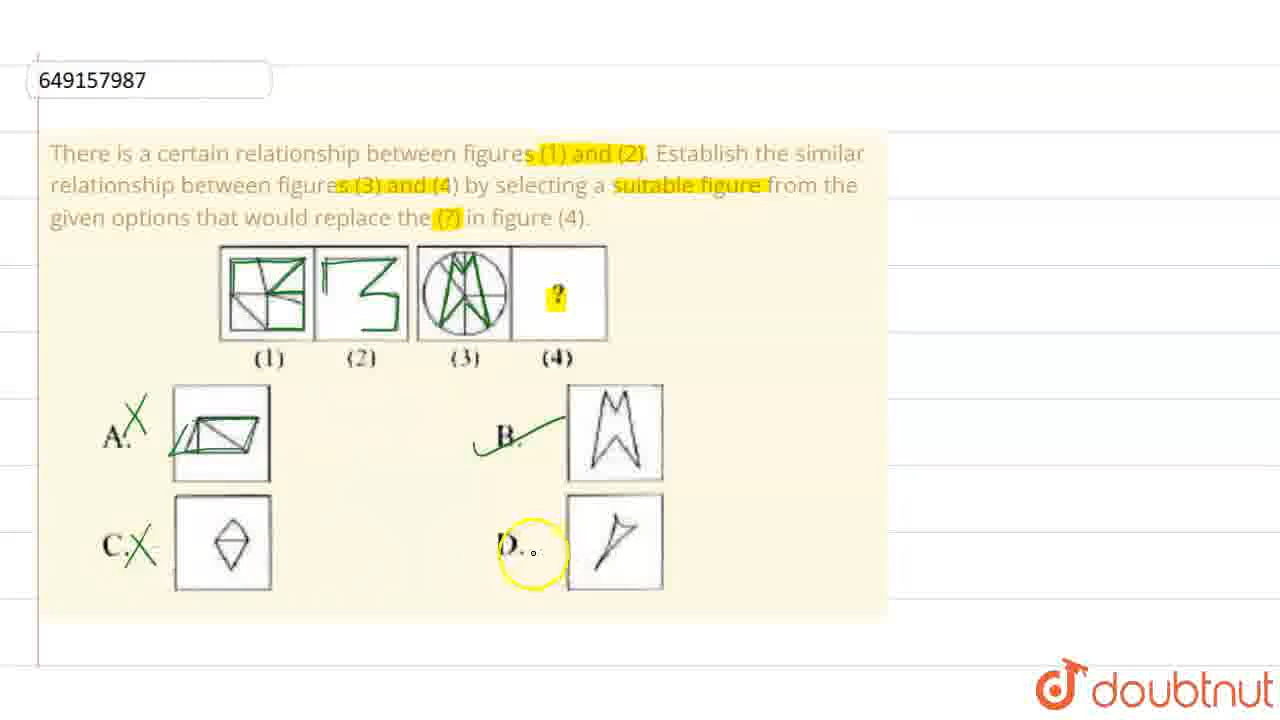 649157987
There is a certain relationship between figures (1) and (2). Establish the similar
relationship between figures (3) and (4) by selecting a suitable figure from the
given options that would replace the (?) in figure (4).
?
(1) (2) (3) (4)
A. B.
C. D.
doubtnut